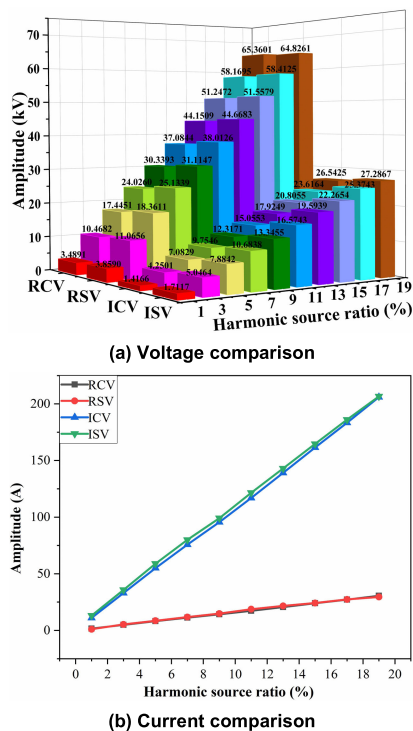 70
60
50
40
30
20
10
0
Amplitude (kV)
65.3601 64.8261
58.1695 58.4125
51.2472 51.5579
44.1509 44.6683
37.0844 38.0126
30.3393 31.1147
24.0260 25.1339
17.4451 18.3611
10.4682 11.0656
3.4891 3.8590
26.5425 27.2867
23.6164 25.3743
20.8055 22.2654
17.9249 19.5939
15.0553 16.5743
12.3171 13.3455
10.6838
7.0829 7.8842
4.2501 5.0464
1.4169 1.7117
RCV
RSV
ICV
ISV
1 3 5 7 9 11 13 15 17 19
Harmonic source ratio (%)
(a) Voltage comparison
RCV
RSV
ICV
ISV
200
150
100
50
0
Amplitude (A)
0 2 4 6 8 10 12 14 16 18 20
Harmonic source ratio (%)
(b) Current comparison